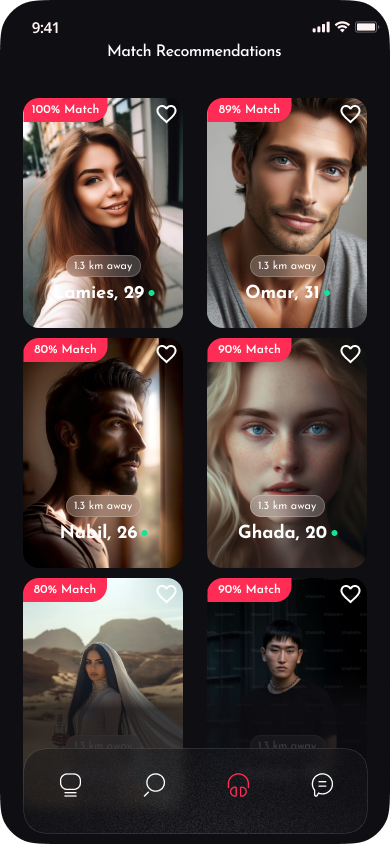 9:41
Match Recommendations
100% Match
89% Match
1.3 km away
1.3 km away
Lamies, 29
Omar, 31
80% Match
90% Match
1.3 km away
1.3 km away
Nabil, 26
Ghada, 20
80% Match
90% Match
1.3 km away
1.3 km away